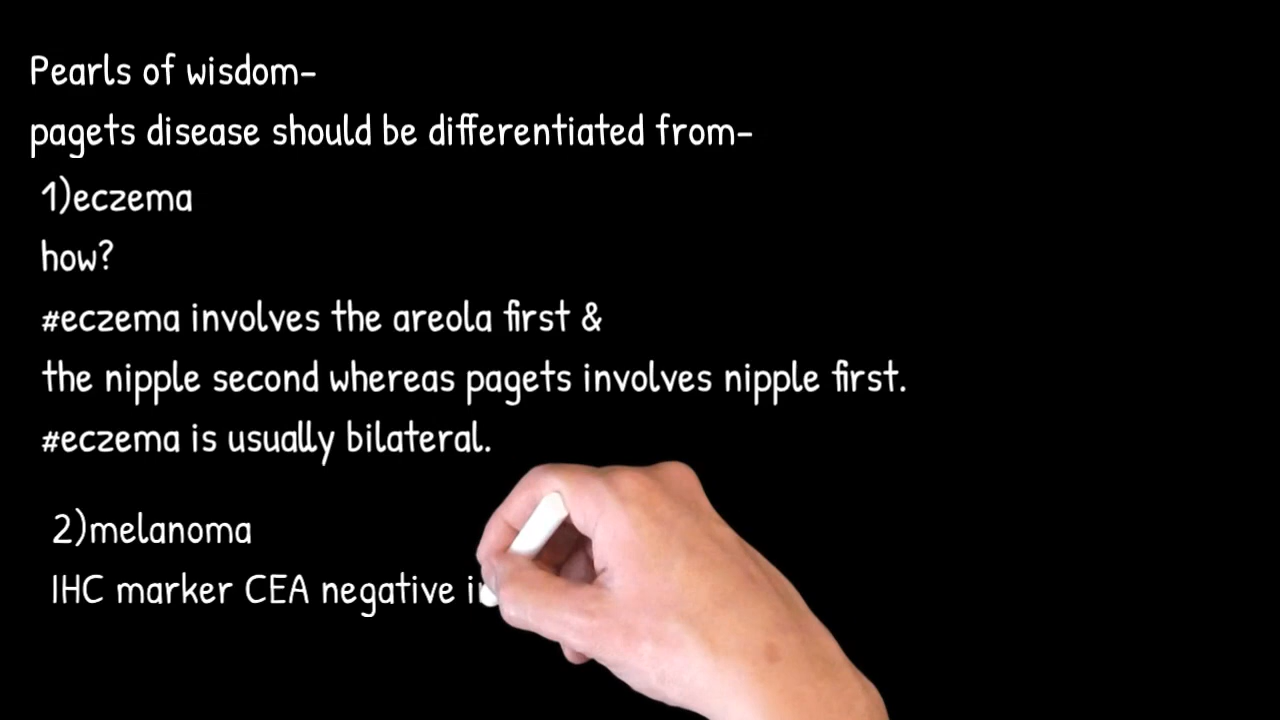 Pearls of wisdom-
pagets disease should be differentiated from-
1)eczema
how?
#eczema involves the areola first &
the nipple second whereas pagets involves nipple first.
#eczema is usually bilateral.
2)melanoma
IHC marker CEA negative